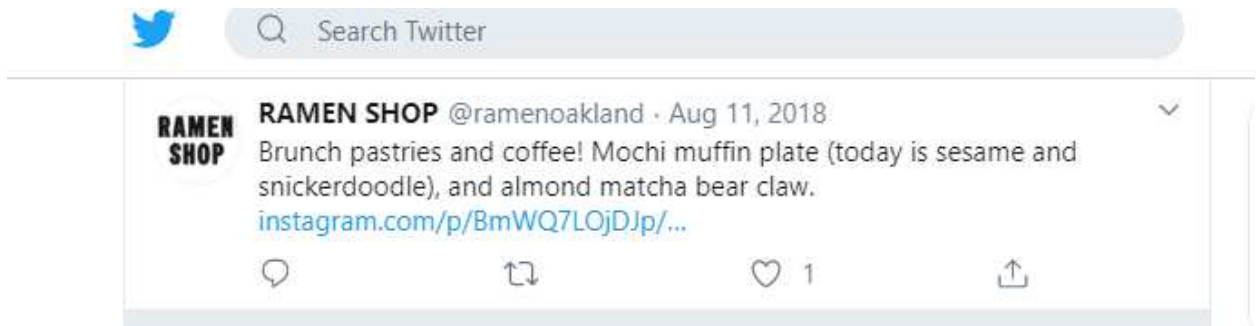 Search Twitter
RAMEN
SHOP
RAMEN SHOP @ramenoakland · Aug 11, 2018
Brunch pastries and coffee! Mochi muffin plate (today is sesame and
snickerdoodle), and almond matcha bear claw.
instagram.com/p/BmWQ7LOjDJp/...
1